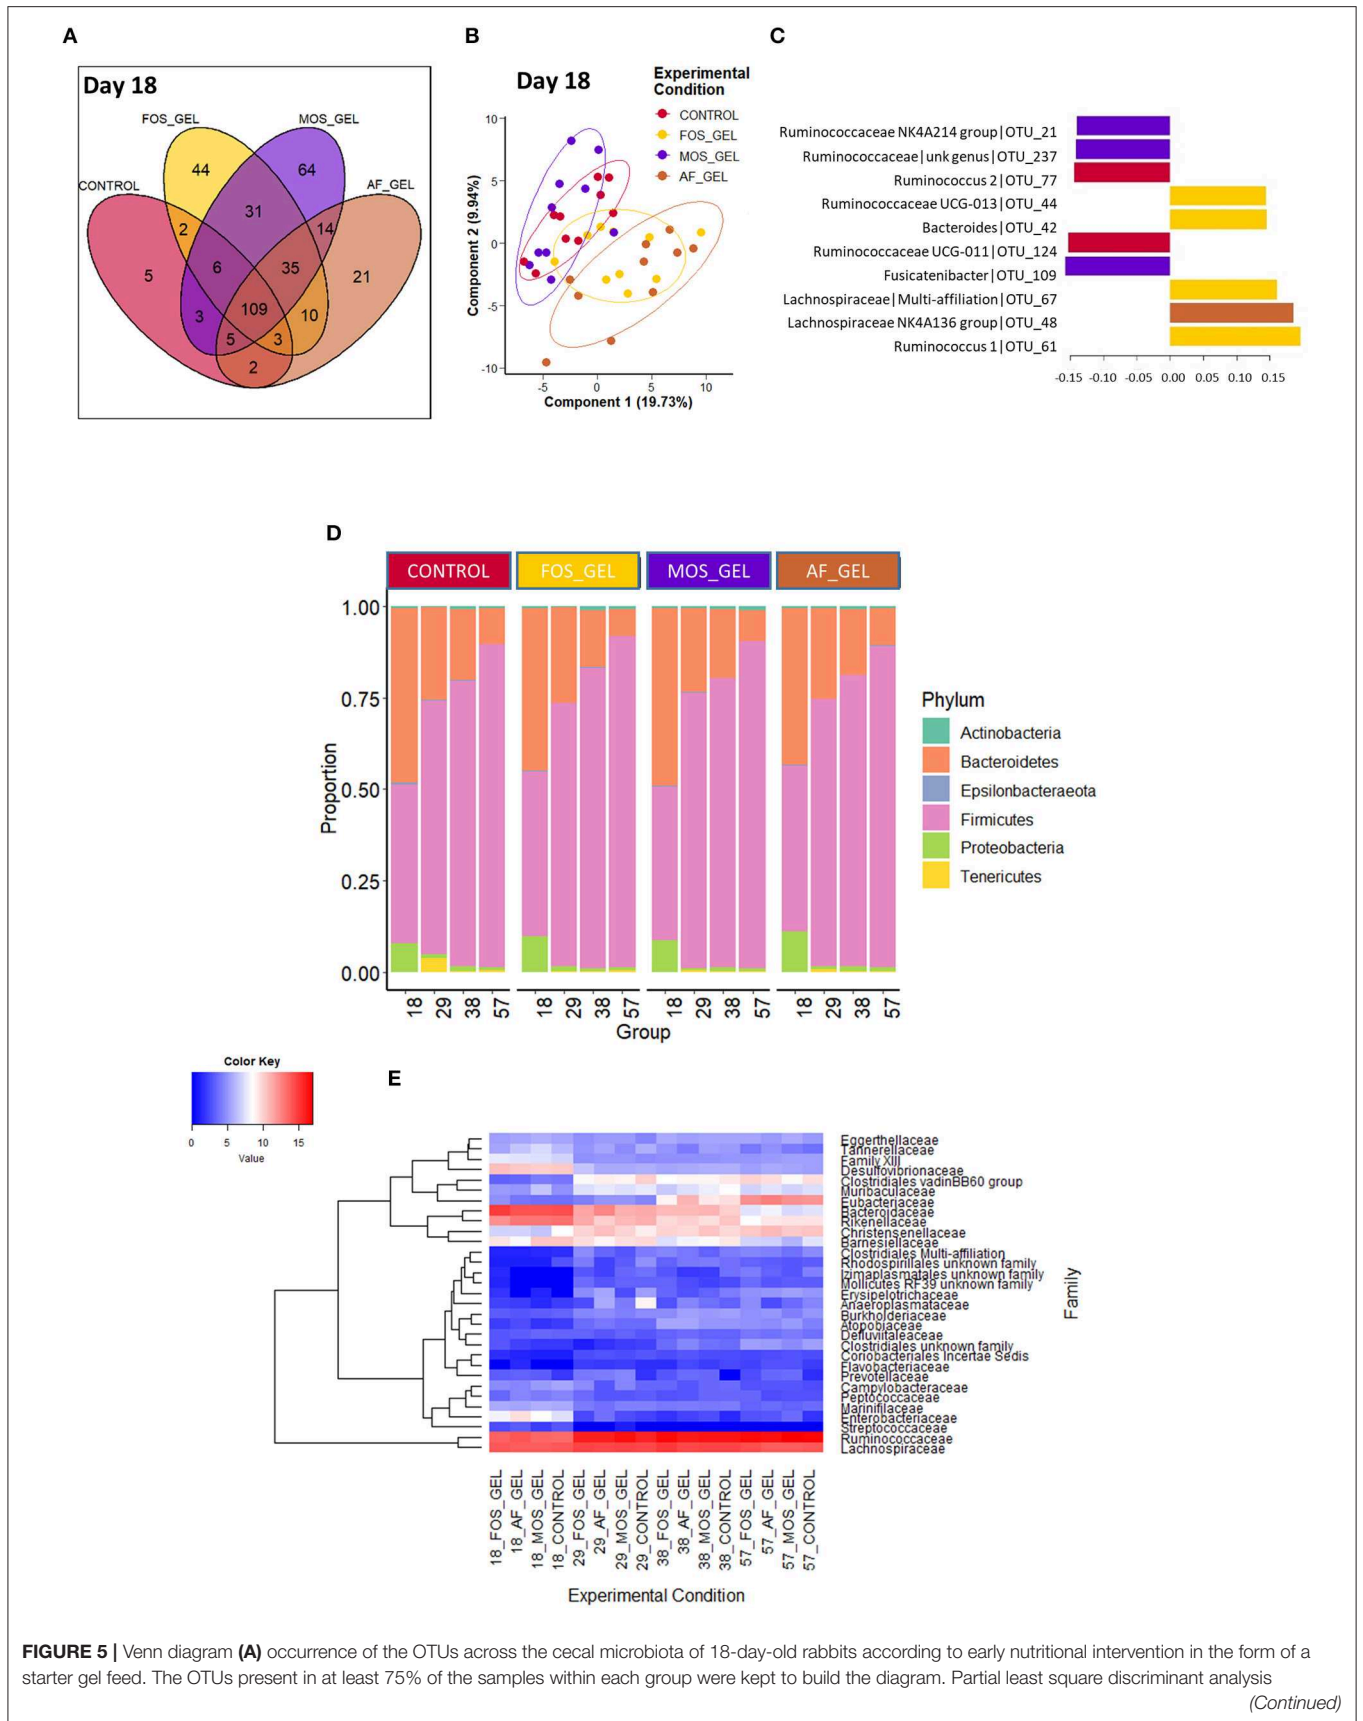 A
Day 18
FOS_GEL
MOS_GEL
CONTROL
AF_GEL
44
64
31
2
14
5
6
35
21
109
3
10
5
3
2
B
Day 18
Experimental
Condition
CONTROL
FOS_GEL
MOS_GEL
AF_GEL
10
5
0
-5
-10
Component 2 (9.94%)
-5 0 5 10
Component 1 (19.73%)
C
Ruminococcaceae NK4A214 group|OTU_21
Ruminococcaceae|unk genus|OTU_237
Ruminococcus 2|OTU_77
Ruminococcaceae UCG-013|OTU_44
Bacteroides|OTU_42
Ruminococcaceae UCG-011|OTU_124
Fusicatenibacter|OTU_109
Lachnospiraceae|Multi-affiliation|OTU_67
Lachnospiraceae NK4A136 group|OTU_48
Ruminococcus 1|OTU_61
-0.15 -0.10 -0.05 0.00 0.05 0.10 0.15
D
CONTROL FOS_GEL MOS_GEL AF_GEL
1.00
0.75
0.50
0.25
0.00
Proportion
18 29 38 57 18 29 38 57 18 29 38 57 18 29 38 57
Group
Phylum
Actinobacteria
Bacteroidetes
Epsilonbacteraeota
Firmicutes
Proteobacteria
Tenericutes
Color Key
0 5 10 15
Value
E
Eggerthellaceae
Tannerellaceae
Family XIII
Desulfovibrionaceae
Clostridiales vadinBB60 group
Muribaculaceae
Eubacteriaceae
Bacteroidaceae
Rikenellaceae
Christensenellaceae
Barnesiellaceae
Clostridiales Multi-affiliation
Rhodospirillales unknown family
Izimaplasmatales unknown family
Mollicutes RF39 unknown family
Erysipelotrichaceae
Anaeroplasmataceae
Burkholderiaceae
Atopobiaceae
Defluviitaleaceae
Clostridiales unknown family
Coriobacteriales Incertae Sedis
Flavobacteriaceae
Prevotellaceae
Campylobacteraceae
Peptococcaceae
Marinifilaceae
Enterobacteriaceae
Streptococcaceae
Ruminococcaceae
Lachnospiraceae
Family
18_FOS_GEL
18_AF_GEL
18_MOS_GEL
18_CONTROL
29_FOS_GEL
29_AF_GEL
29_MOS_GEL
29_CONTROL
38_FOS_GEL
38_AF_GEL
38_MOS_GEL
38_CONTROL
57_FOS_GEL
57_AF_GEL
57_MOS_GEL
57_CONTROL
Experimental Condition
FIGURE 5 | Venn diagram (A) occurrence of the OTUs across the cecal microbiota of 18-day-old rabbits according to early nutritional intervention in the form of a
starter gel feed. The OTUs present in at least 75% of the samples within each group were kept to build the diagram. Partial least square discriminant analysis
(Continued)